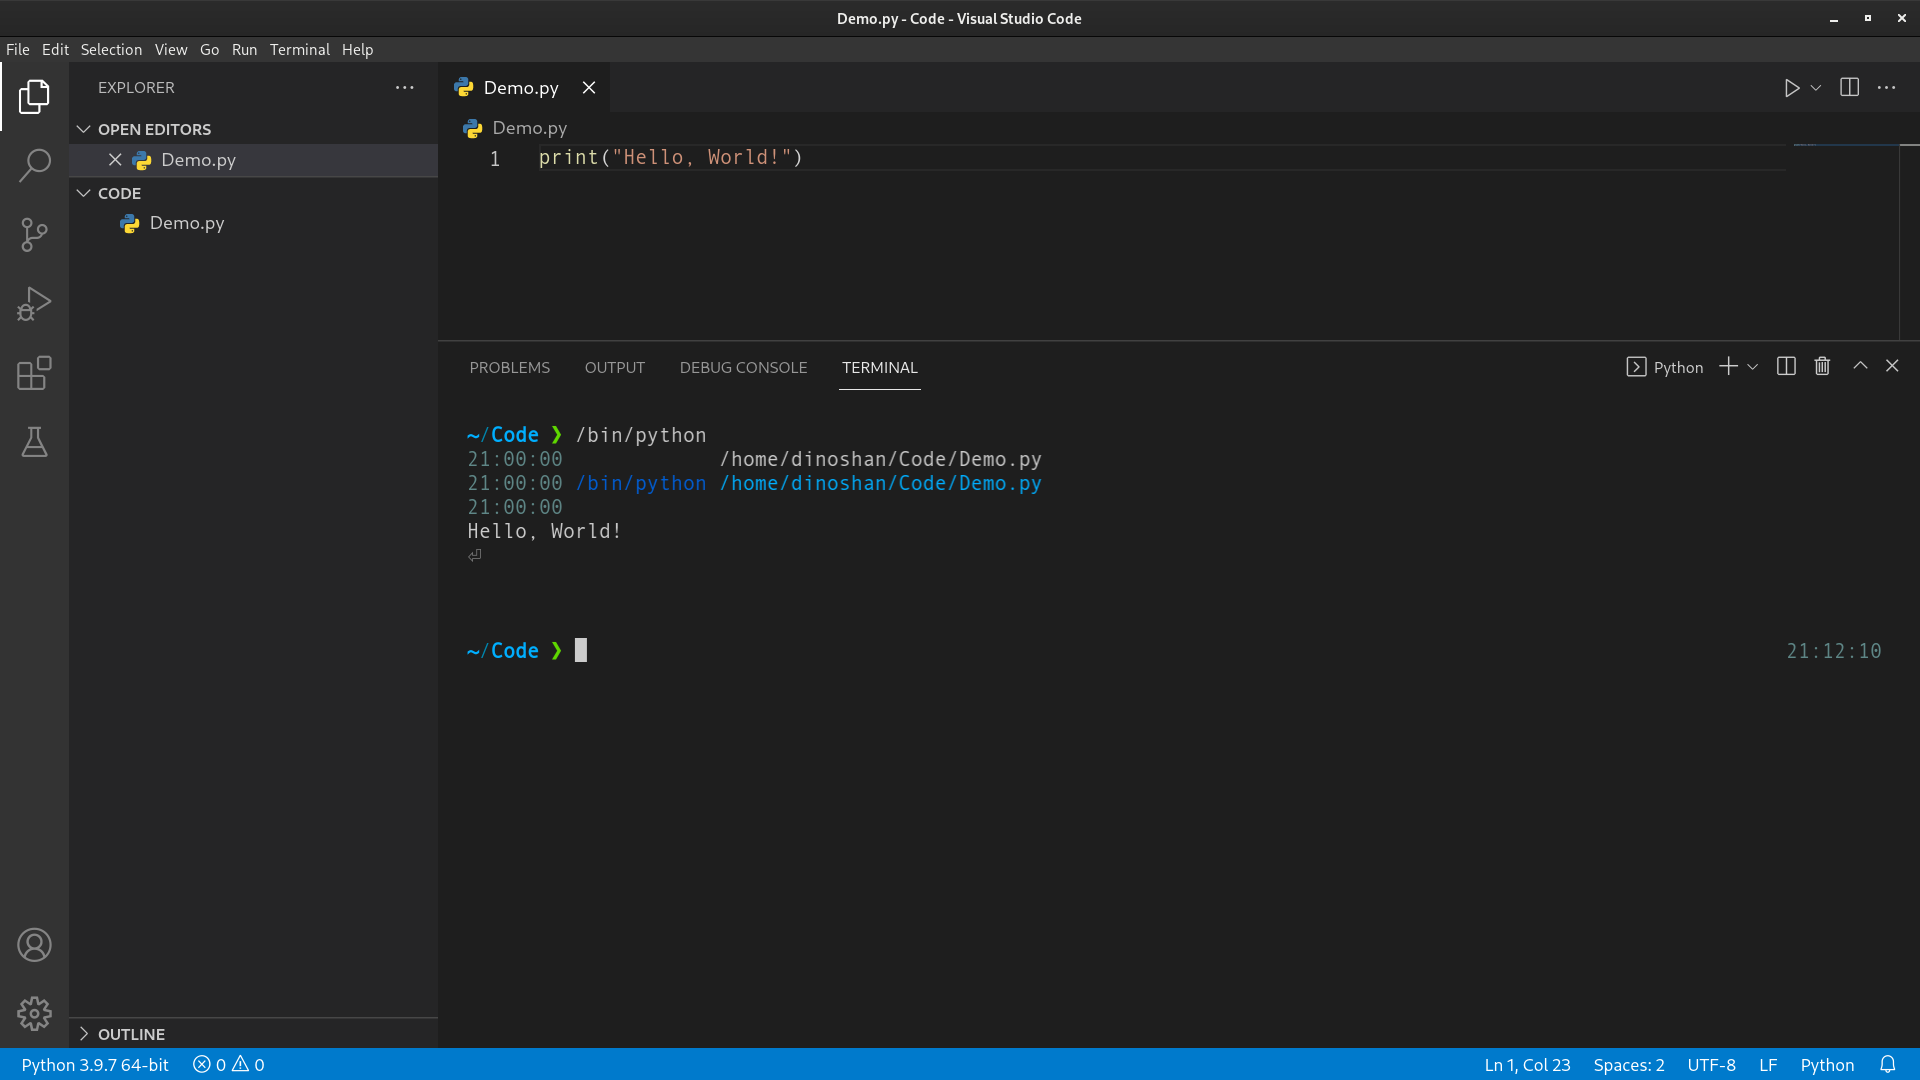 Demo.py - Code - Visual Studio Code
File Edit Selection View Go Run Terminal Help
EXPLORER
OPEN EDITORS
Demo.py
CODE
Demo.py
OUTLINE
Demo.py
Demo.py
1 print("Hello, World!")
PROBLEMS OUTPUT DEBUG CONSOLE TERMINAL
Python
~/Code ❯ /bin/python
21:00:00 /home/dinoshan/Code/Demo.py
21:00:00 /bin/python /home/dinoshan/Code/Demo.py
21:00:00
Hello, World!
⏎
~/Code ❯ 21:12:10
Python 3.9.7 64-bit 0 0 Ln 1, Col 23 Spaces: 2 UTF-8 LF Python